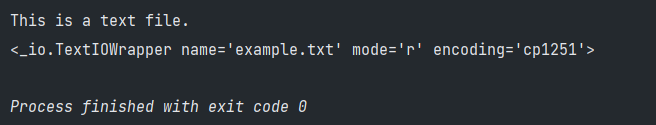 This is a text file.
<_io.TextIOWrapper name='example.txt' mode='r' encoding='cp1251'>
Process finished with exit code 0